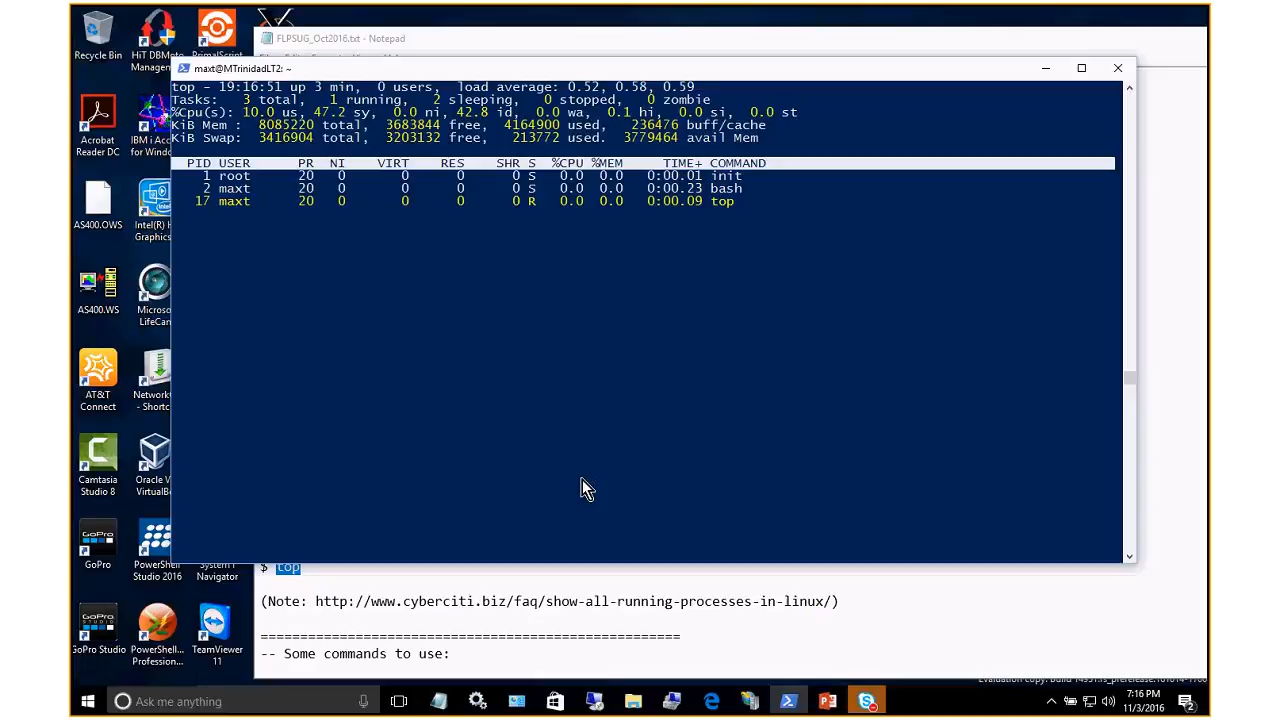 Recycle Bin
HiT DBMoto
Managem
PrimalScript
FLPSUG_Oct2016.txt - Notepad
maxt@MTrinidadLT2: ~
top - 19:16:51 up 3 min,  0 users,  load average: 0.52, 0.58, 0.59
Tasks:   3 total,   1 running,   2 sleeping,   0 stopped,   0 zombie
%Cpu(s): 10.0 us, 47.2 sy,  0.0 ni, 42.8 id,  0.0 wa,  0.1 hi,  0.0 si,  0.0 st
KiB Mem :  8085220 total,  3683844 free,  4164900 used,   236476 buff/cache
KiB Swap:  3416904 total,  3203132 free,   213772 used.  3779464 avail Mem
PID USER      PR  NI    VIRT    RES    SHR S  %CPU %MEM     TIME+ COMMAND
1 root      20   0       0      0      0 S   0.0  0.0   0:00.01 init
2 maxt      20   0       0      0      0 S   0.0  0.0   0:00.23 bash
17 maxt      20   0       0      0      0 R   0.0  0.0   0:00.09 top
Acrobat
Reader DC
IBM i Acc
for Window
AS400.OWS
Intel(R) H
Graphics
AS400.WS
Microso
LifeCam
AT&T
Connect
Network
- Shortc
Camtasia
Studio 8
Oracle V
VirtualB
GoPro
PowerShell
Studio 2016
System i
Navigator
GoPro Studio
PowerShell...
Profession...
TeamViewer
11
$ top
(Note: http://www.cyberciti.biz/faq/show-all-running-processes-in-linux/)
=====================================================
-- Some commands to use:
Ask me anything
7:16 PM
11/3/2016
2